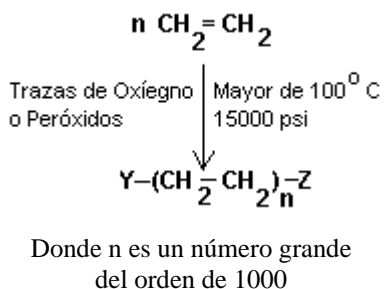 n CH2=CH2
Trazas de Oxíegno
o Peróxidos
Mayor de 100° C
15000 psi
Y–(CH2–CH2)n–Z
Donde n es un número grande
del orden de 1000